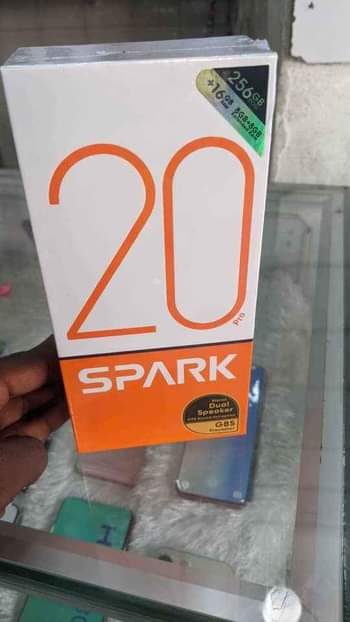 256GB
+16GB 8GB+8GB
20
Pro
SPARK
Dual
Speaker
G85